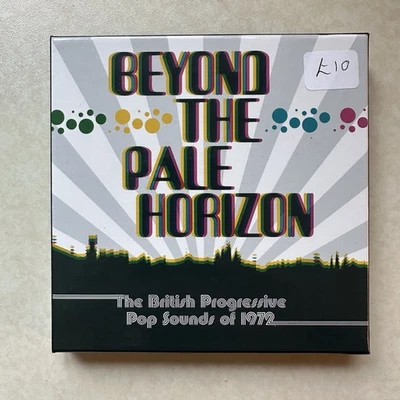 BEYOND
£10
THE
PALE
HORIZON
The British Progressive
Pop Sounds of 1972